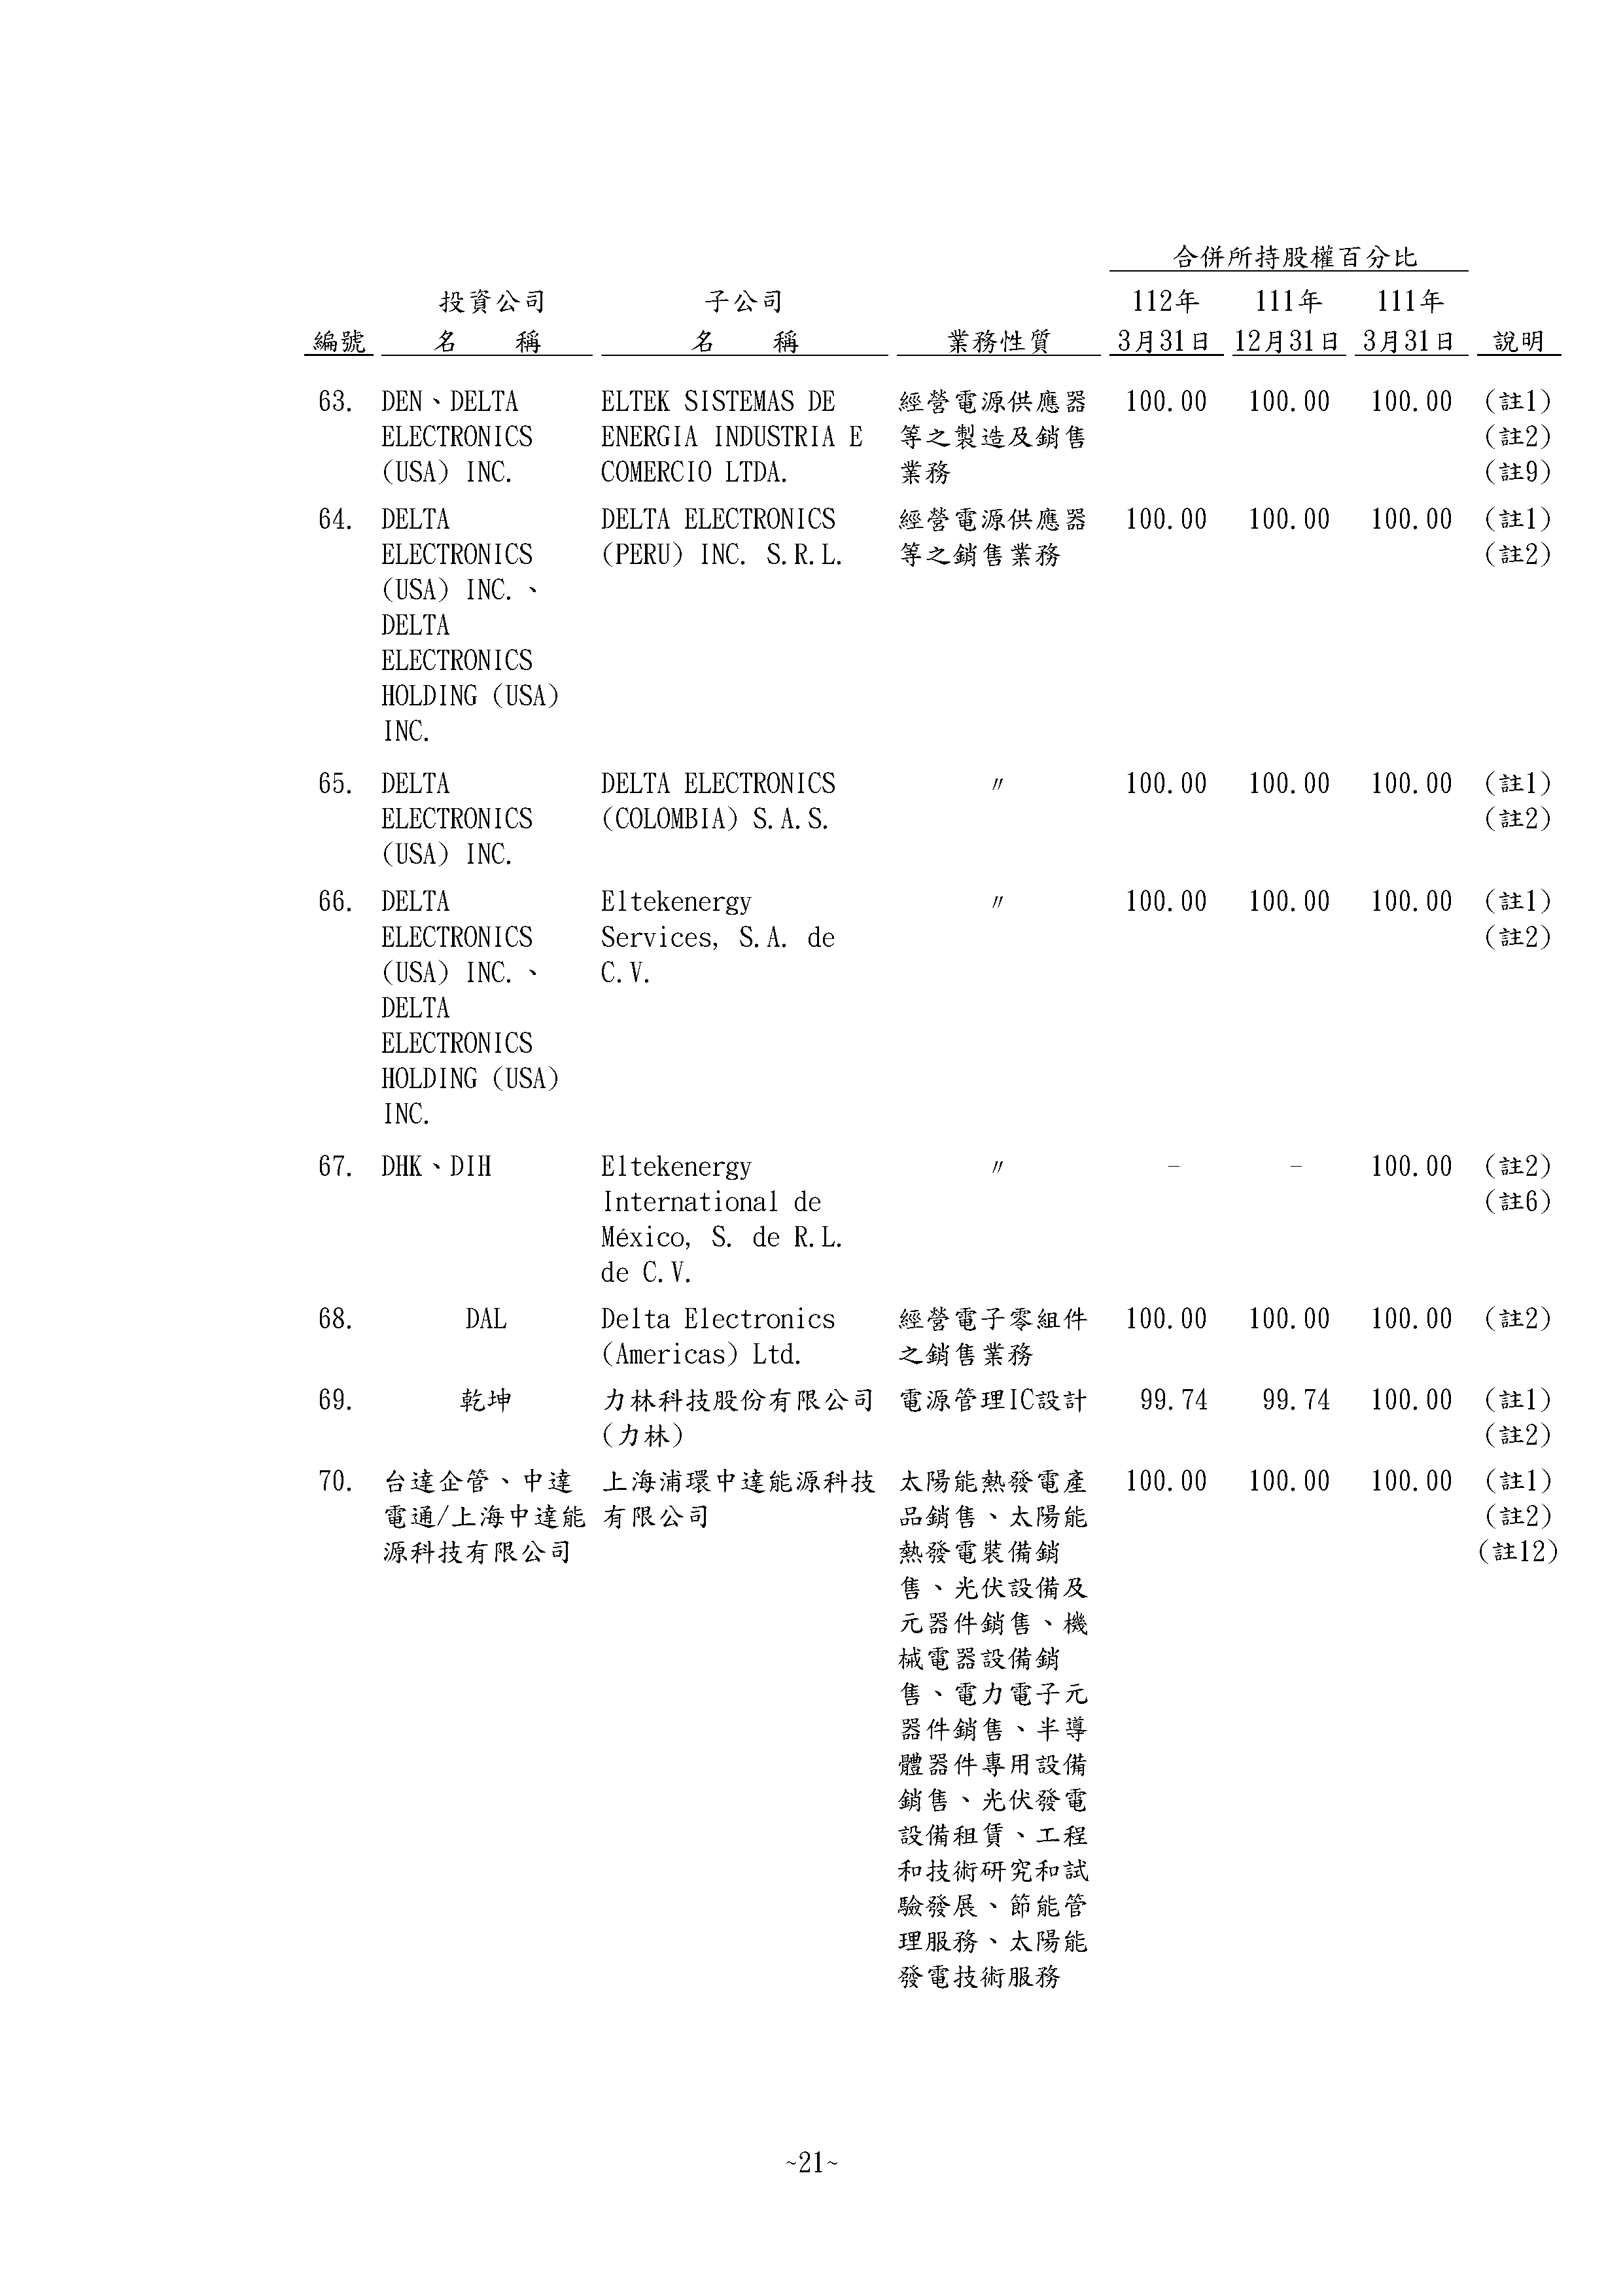 合併所持股權百分比
投資公司 子公司 112年 111年 111年
編號 名 稱 名 稱 業務性質 3月31日 12月31日 3月31日 說明
63. DEN、DELTA ELTEK SISTEMAS DE 經營電源供應器 100.00 100.00 100.00 (註1)
ELECTRONICS ENERGIA INDUSTRIA E 等之製造及銷售 (註2)
(USA) INC. COMERCIO LTDA. 業務 (註9)
64. DELTA DELTA ELECTRONICS 經營電源供應器 100.00 100.00 100.00 (註1)
ELECTRONICS (PERU) INC. S.R.L. 等之銷售業務 (註2)
(USA) INC.、
DELTA
ELECTRONICS
HOLDING (USA)
INC.
65. DELTA DELTA ELECTRONICS 〃 100.00 100.00 100.00 (註1)
ELECTRONICS (COLOMBIA) S.A.S. (註2)
(USA) INC.
66. DELTA Eltekenergy 〃 100.00 100.00 100.00 (註1)
ELECTRONICS Services, S.A. de (註2)
(USA) INC.、 C.V.
DELTA
ELECTRONICS
HOLDING (USA)
INC.
67. DHK、DIH Eltekenergy 〃 - - 100.00 (註2)
International de (註6)
México, S. de R.L.
de C.V.
68. DAL Delta Electronics 經營電子零組件 100.00 100.00 100.00 (註2)
(Americas) Ltd. 之銷售業務
69. 乾坤 力林科技股份有限公司 電源管理IC設計 99.74 99.74 100.00 (註1)
(力林) (註2)
70. 台達企管、中達 上海浦環中達能源科技 太陽能熱發電產 100.00 100.00 100.00 (註1)
電通/上海中達能 有限公司 品銷售、太陽能 (註2)
源科技有限公司 熱發電裝備銷 (註12)
售、光伏設備及
元器件銷售、機
械電器設備銷
售、電力電子元
器件銷售、半導
體器件專用設備
銷售、光伏發電
設備租賃、工程
和技術研究和試
驗發展、節能管
理服務、太陽能
發電技術服務
~21~